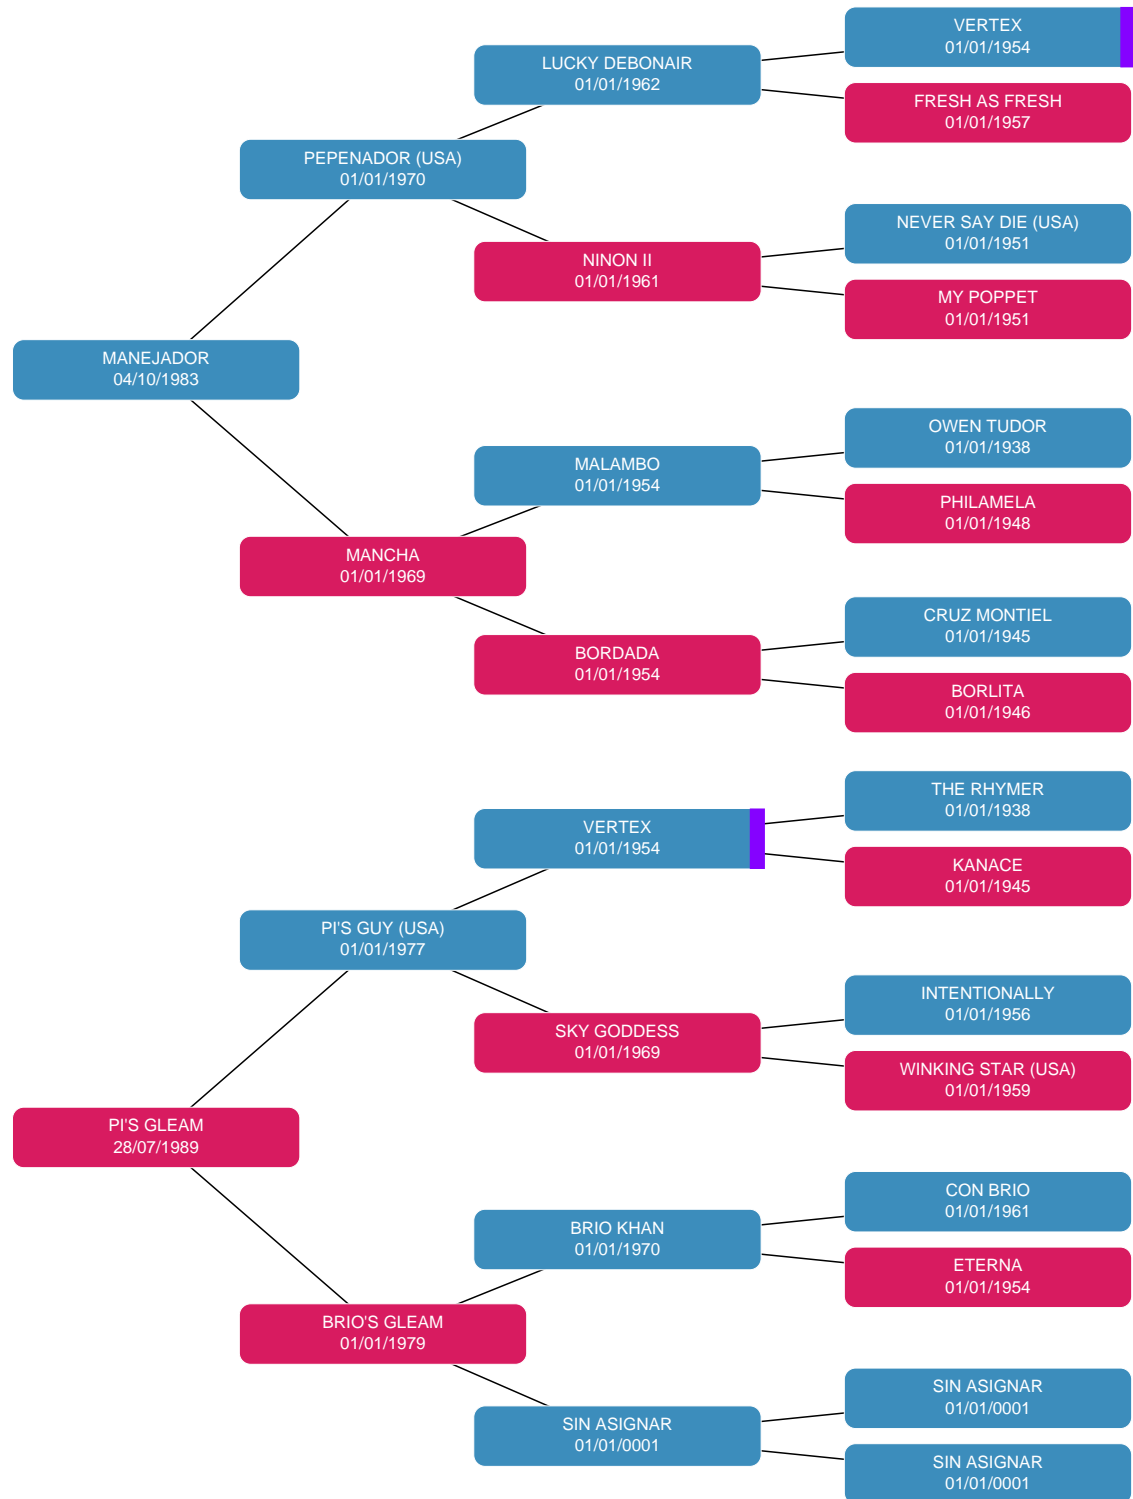 VERTEX
01/01/1954
LUCKY DEBONAIR
01/01/1962
FRESH AS FRESH
01/01/1957
PEPENADOR (USA)
01/01/1970
NEVER SAY DIE (USA)
01/01/1951
NINON II
01/01/1961
MY POPPET
01/01/1951
MANEJADOR
04/10/1983
OWEN TUDOR
01/01/1938
MALAMBO
01/01/1954
PHILAMELA
01/01/1948
MANCHA
01/01/1969
CRUZ MONTIEL
01/01/1945
BORDADA
01/01/1954
BORLITA
01/01/1946
THE RHYMER
01/01/1938
VERTEX
01/01/1954
KANACE
01/01/1945
PI'S GUY (USA)
01/01/1977
INTENTIONALLY
01/01/1956
SKY GODDESS
01/01/1969
WINKING STAR (USA)
01/01/1959
PI'S GLEAM
28/07/1989
CON BRIO
01/01/1961
BRIO KHAN
01/01/1970
ETERNA
01/01/1954
BRIO'S GLEAM
01/01/1979
SIN ASIGNAR
01/01/0001
SIN ASIGNAR
01/01/0001
SIN ASIGNAR
01/01/0001